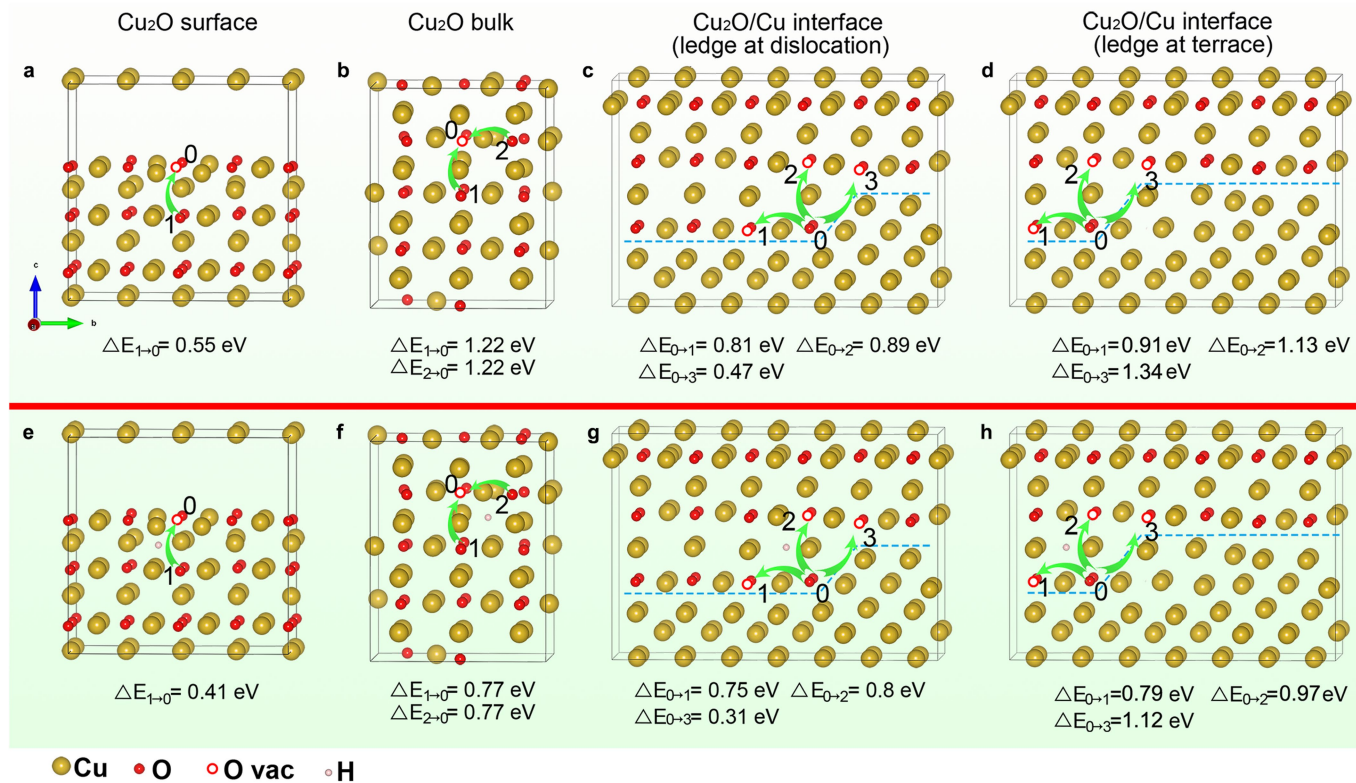 Cu₂O surface
Cu₂O bulk
Cu₂O/Cu interface
(ledge at dislocation)
Cu₂O/Cu interface
(ledge at terrace)
a
0
1
c
b
△E₁→₀= 0.55 eV
b
0
2
1
△E₁→₀= 1.22 eV
△E₂→₀= 1.22 eV
c
2
3
1
0
△E₀→₁= 0.81 eV △E₀→₂= 0.89 eV
△E₀→₃= 0.47 eV
d
2
3
1
0
△E₀→₁=0.91 eV △E₀→₂=1.13 eV
△E₀→₃=1.34 eV
e
0
1
△E₁→₀= 0.41 eV
f
0
2
1
△E₁→₀= 0.77 eV
△E₂→₀= 0.77 eV
g
2
3
1
0
△E₀→₁= 0.75 eV △E₀→₂= 0.8 eV
△E₀→₃= 0.31 eV
h
2
3
1
0
△E₀→₁=0.79 eV △E₀→₂=0.97 eV
△E₀→₃=1.12 eV
Cu O O vac H